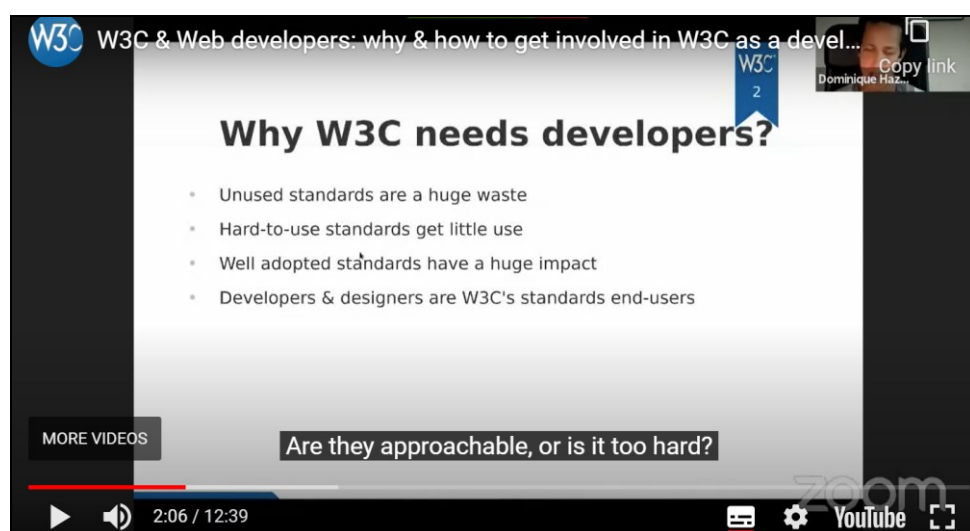 W3C
W3C & Web developers: why & how to get involved in W3C as a devel...
Copy link
Dominique Haz...
W3C
2
Why W3C needs developers?
Unused standards are a huge waste
Hard-to-use standards get little use
Well adopted standards have a huge impact
Developers & designers are W3C's standards end-users
MORE VIDEOS
Are they approachable, or is it too hard?
zoom
2:06 / 12:39
YouTube